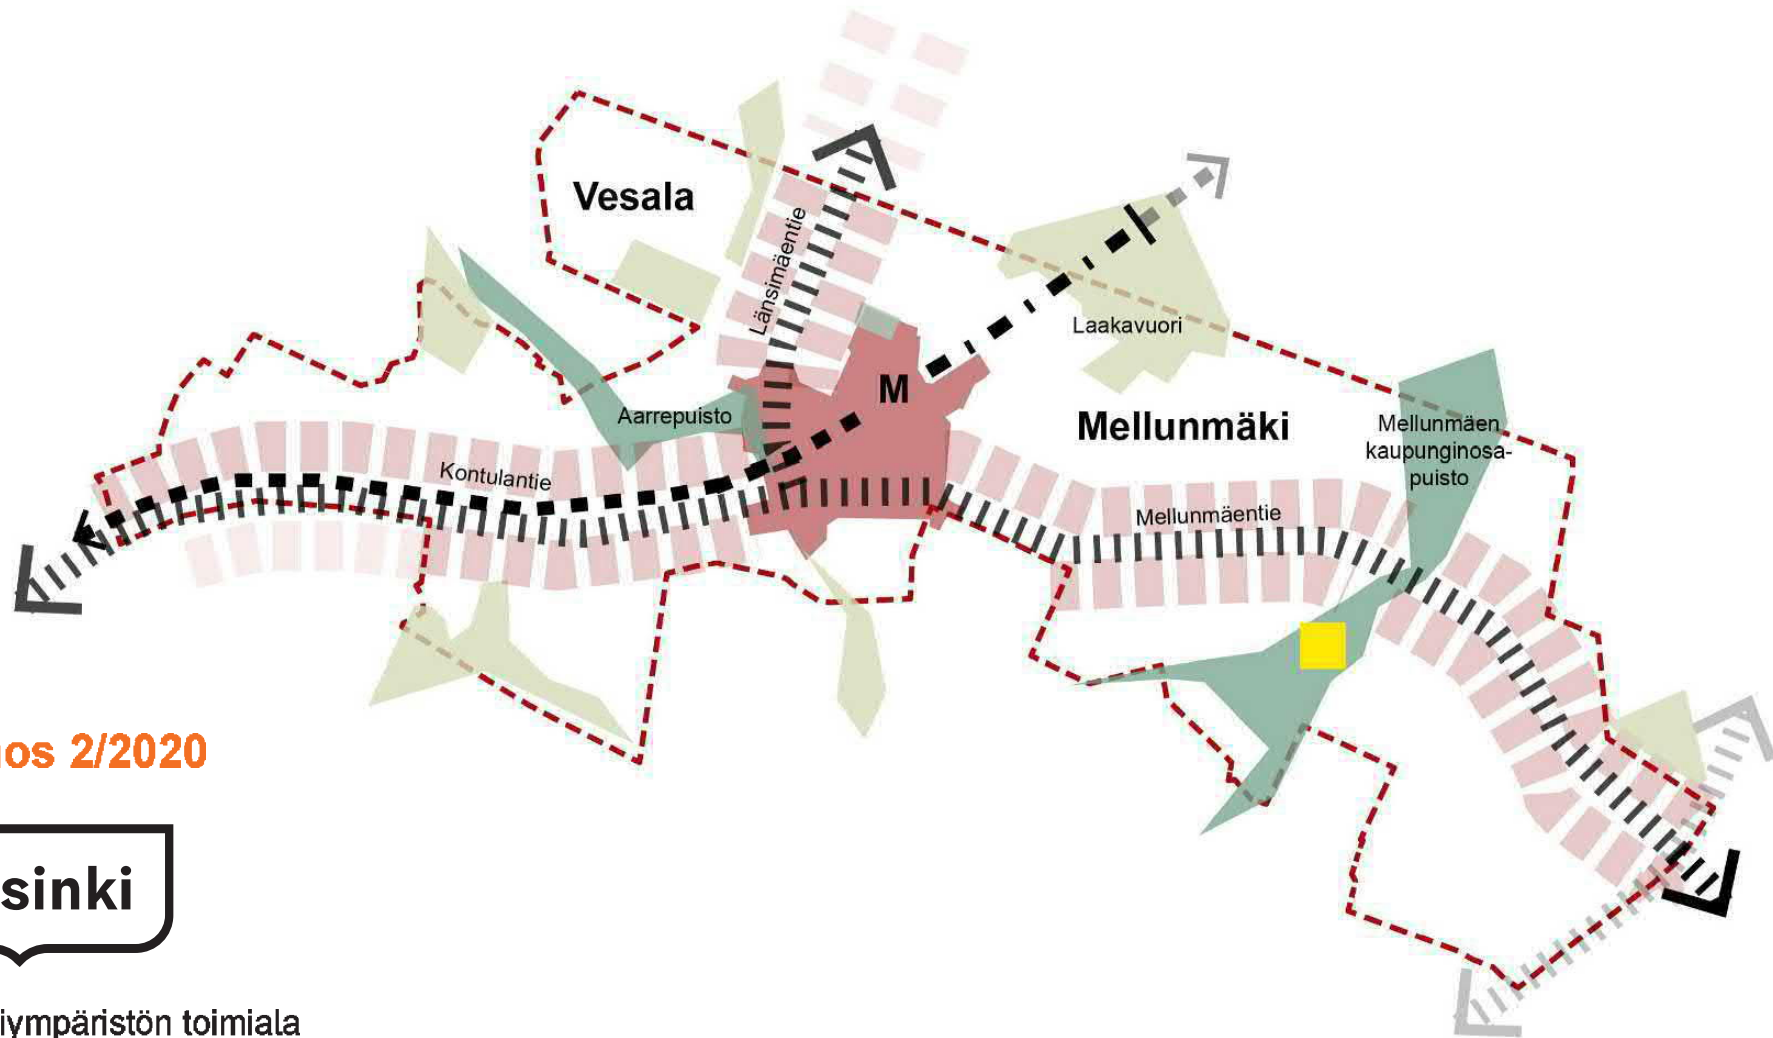 Vesala
Länsimäentie
Laakavuori
M
Aarrepuisto
Mellunmäki
Mellunmäen
kaupunginosa-
puisto
Kontulantie
Mellunmäentie
os 2/2020
sinki
iympäristön toimiala